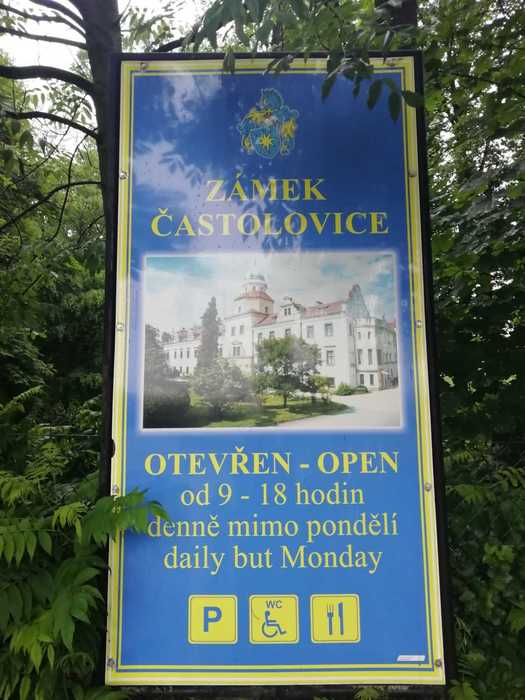 ZÁMEK
ČASTOLOVICE
OTEVŘEN - OPEN
od 9 - 18 hodin
denně mimo pondělí
daily but Monday
P
WC